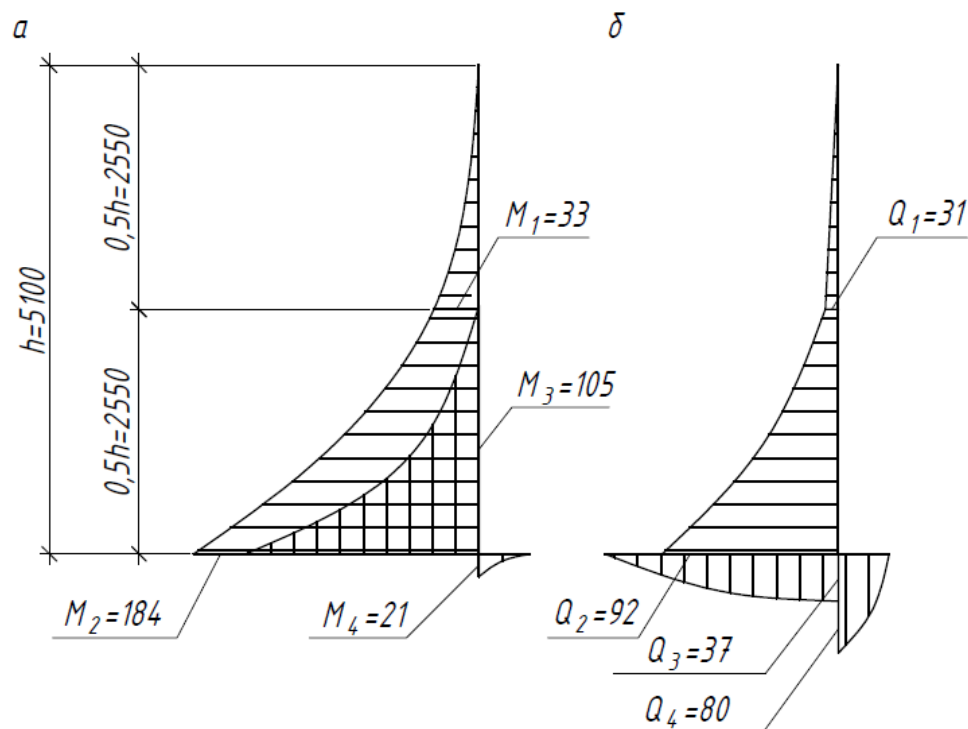 а
б
h=5100
0,5h=2550
0,5h=2550
M₁=33
Q₁=31
M₃=105
M₂=184
M₄=21
Q₂=92
Q₃=37
Q₄=80